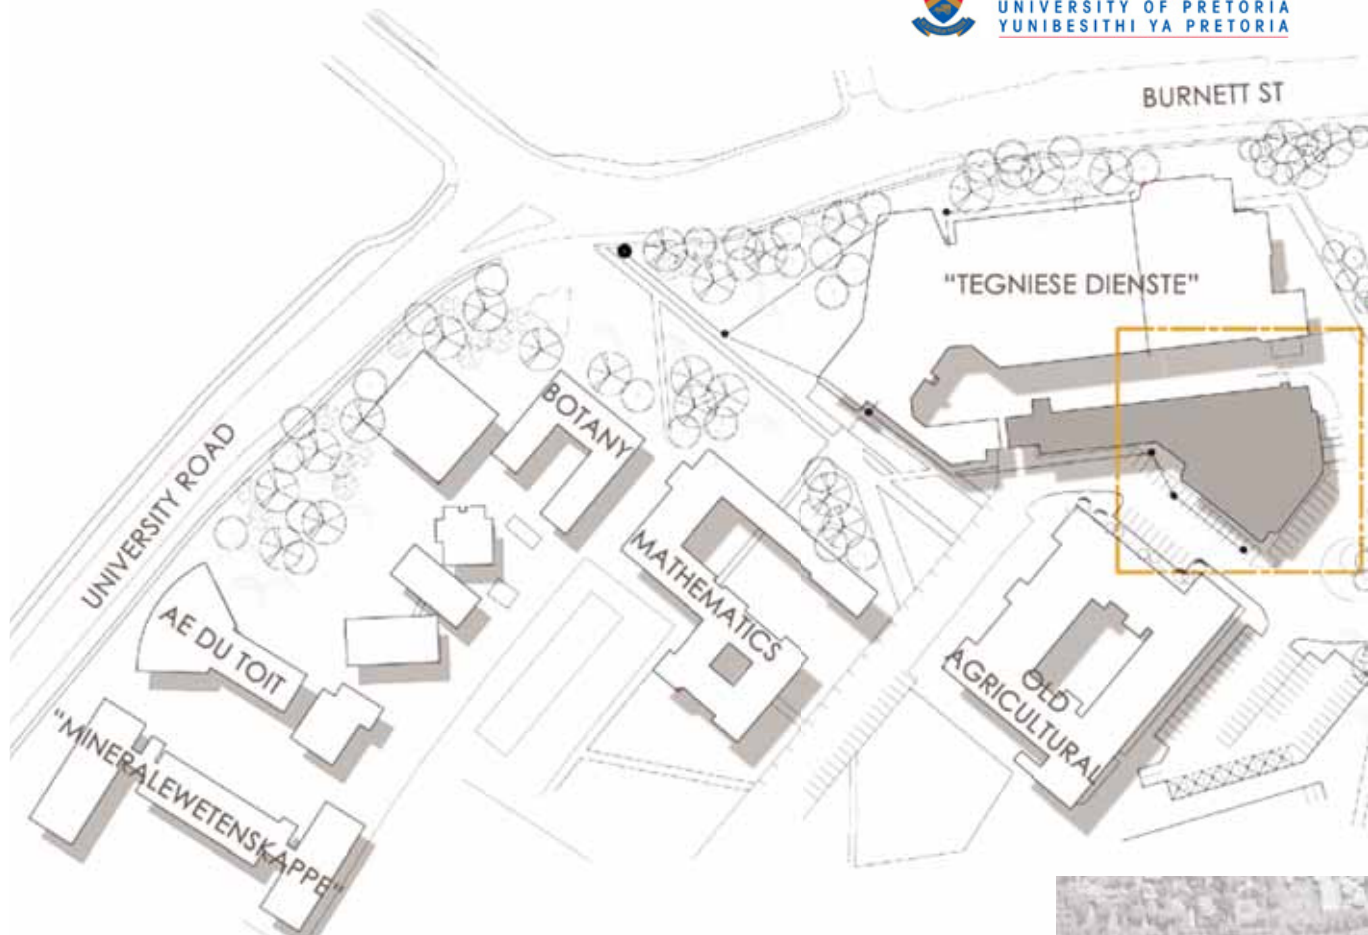 UNIVERSITY OF PRETORIA
YUNIBESITHI YA PRETORIA
BURNETT ST
"TEGNIESE DIENSTE"
BOTANY
UNIVERSITY ROAD
MATHEMATICS
AE DU TOIT
OLD
AGRICULTURAL
"MINERALEWETENSKAPPE"